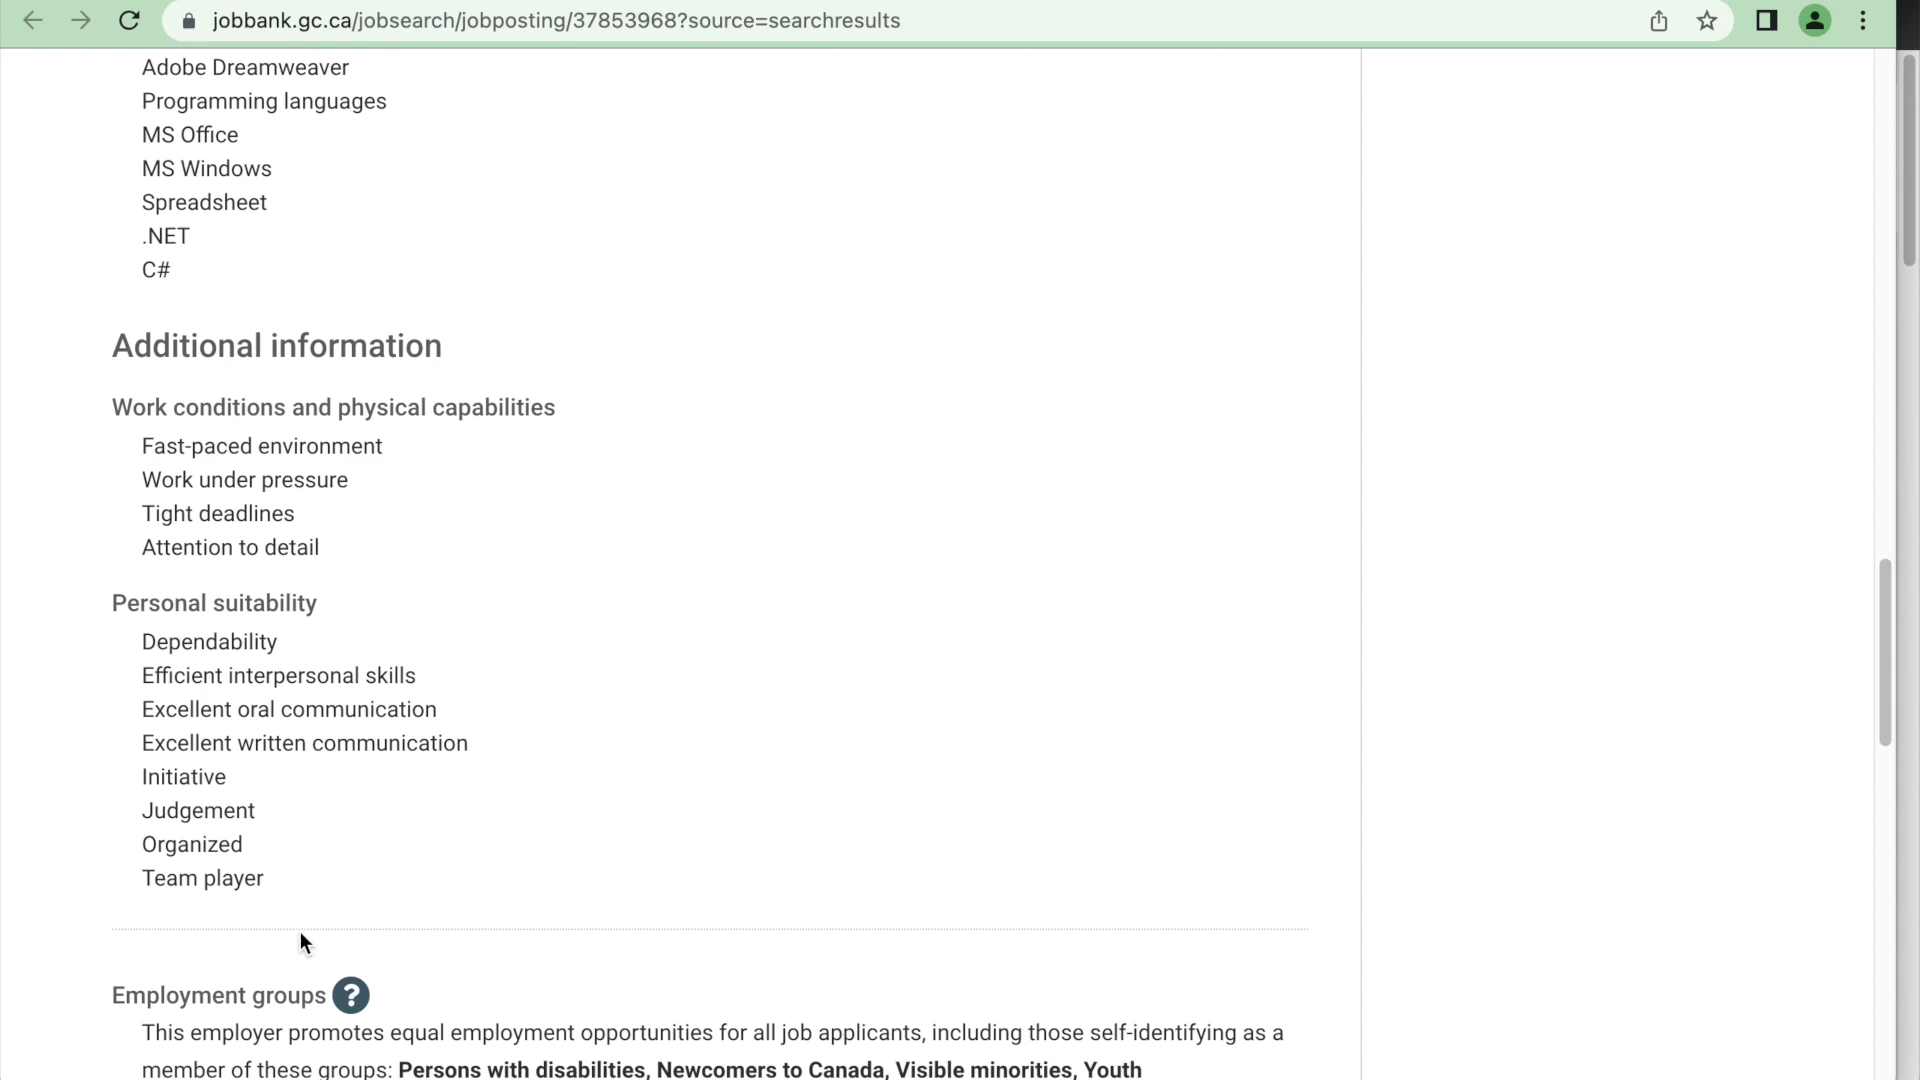 jobbank.gc.ca/jobsearch/jobposting/37853968?source=searchresults
Adobe Dreamweaver
Programming languages
MS Office
MS Windows
Spreadsheet
.NET
C#
Additional information
Work conditions and physical capabilities
Fast-paced environment
Work under pressure
Tight deadlines
Attention to detail
Personal suitability
Dependability
Efficient interpersonal skills
Excellent oral communication
Excellent written communication
Initiative
Judgement
Organized
Team player
Employment groups ?
This employer promotes equal employment opportunities for all job applicants, including those self-identifying as a
member of these groups: Persons with disabilities, Newcomers to Canada, Visible minorities, Youth